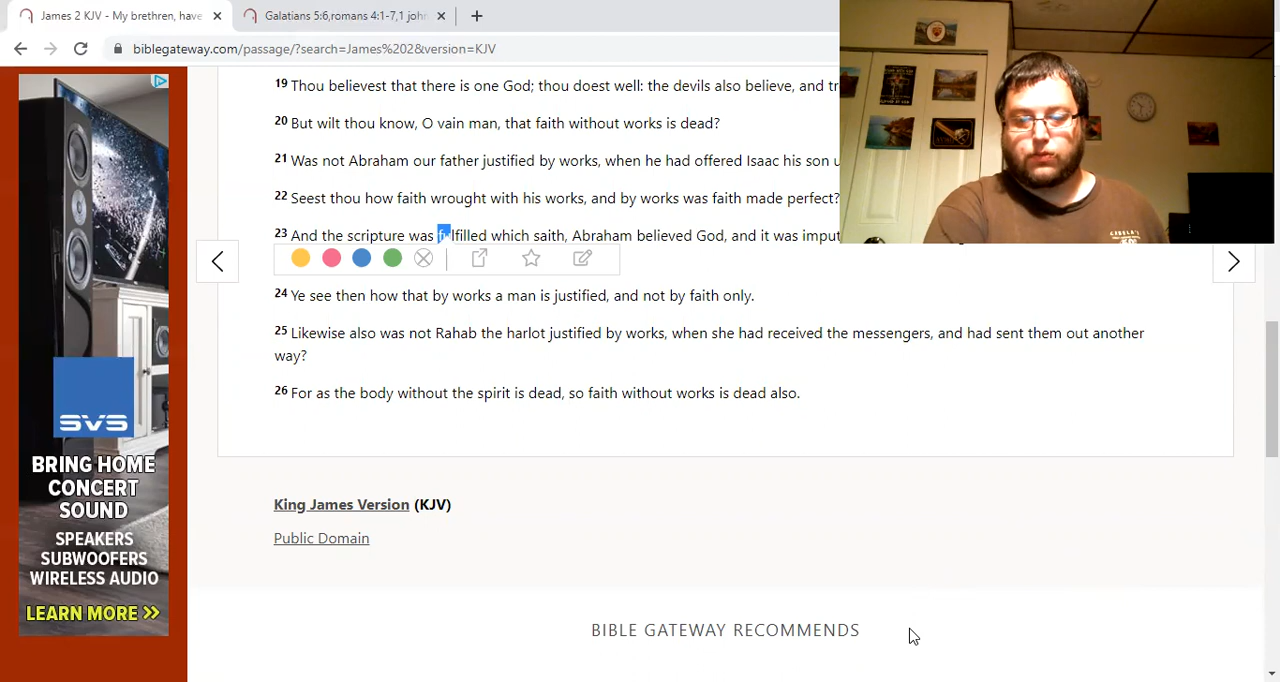 James 2 KJV - My brethren, have
Galatians 5:6,romans 4:1-7,1 joh
biblegateway.com/passage/?search=James%202&version=KJV
19 Thou believest that there is one God; thou doest well: the devils also believe, and tr
20 But wilt thou know, O vain man, that faith without works is dead?
21 Was not Abraham our father justified by works, when he had offered Isaac his son u
22 Seest thou how faith wrought with his works, and by works was faith made perfect?
23 And the scripture was fulfilled which saith, Abraham believed God, and it was imput
24 Ye see then how that by works a man is justified, and not by faith only.
25 Likewise also was not Rahab the harlot justified by works, when she had received the messengers, and had sent them out another
way?
26 For as the body without the spirit is dead, so faith without works is dead also.
King James Version (KJV)
Public Domain
BIBLE GATEWAY RECOMMENDS
SVS
BRING HOME
CONCERT
SOUND
SPEAKERS
SUBWOOFERS
WIRELESS AUDIO
LEARN MORE >>